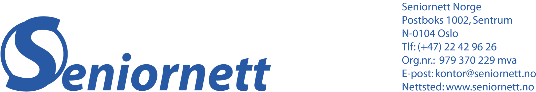 Seniornett
Seniornett Norge
Postboks 1002, Sentrum
N-0104 Oslo
Tlf: (+47) 22 42 96 26
Org.nr.: 979 370 229 mva
E-post: kontor@seniornett.no
Nettsted: www.seniornett.no